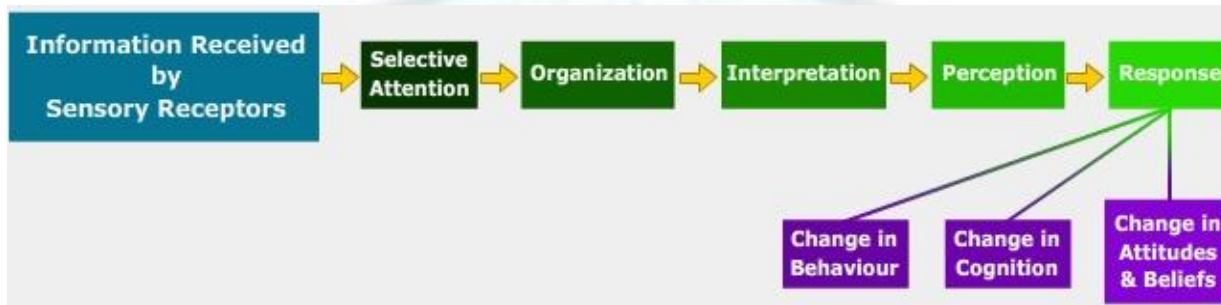 Information Received
by
Sensory Receptors
Selective
Attention
Organization
Interpretation
Perception
Response
Change in
Behaviour
Change in
Cognition
Change in
Attitudes
& Beliefs